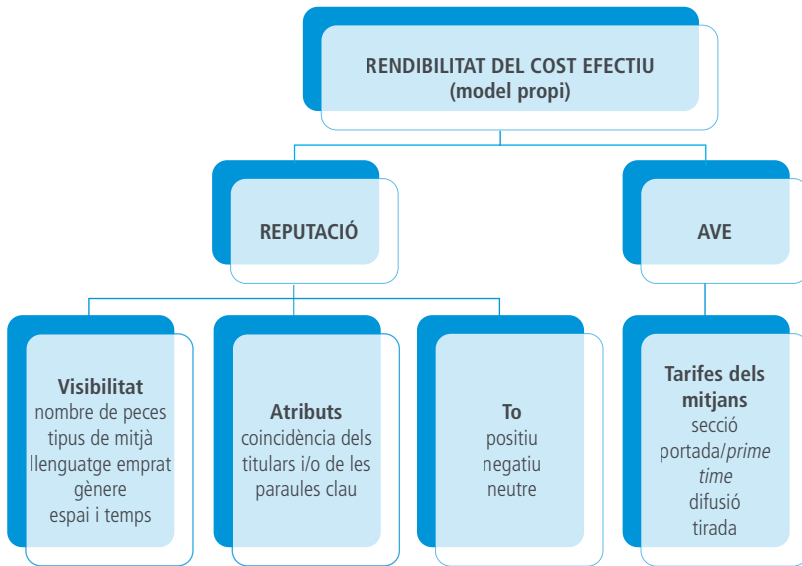 RENDIBILITAT DEL COST EFECTIU
(model propi)
REPUTACIÓ
AVE
Visibilitat
nombre de peces
tipus de mitjà
llenguatge emprat
gènere
espai i temps
Atributs
coincidència dels
titulars i/o de les
paraules clau
To
positiu
negatiu
neutre
Tarifes dels
mitjans
secció
portada/prime
time
difusió
tirada